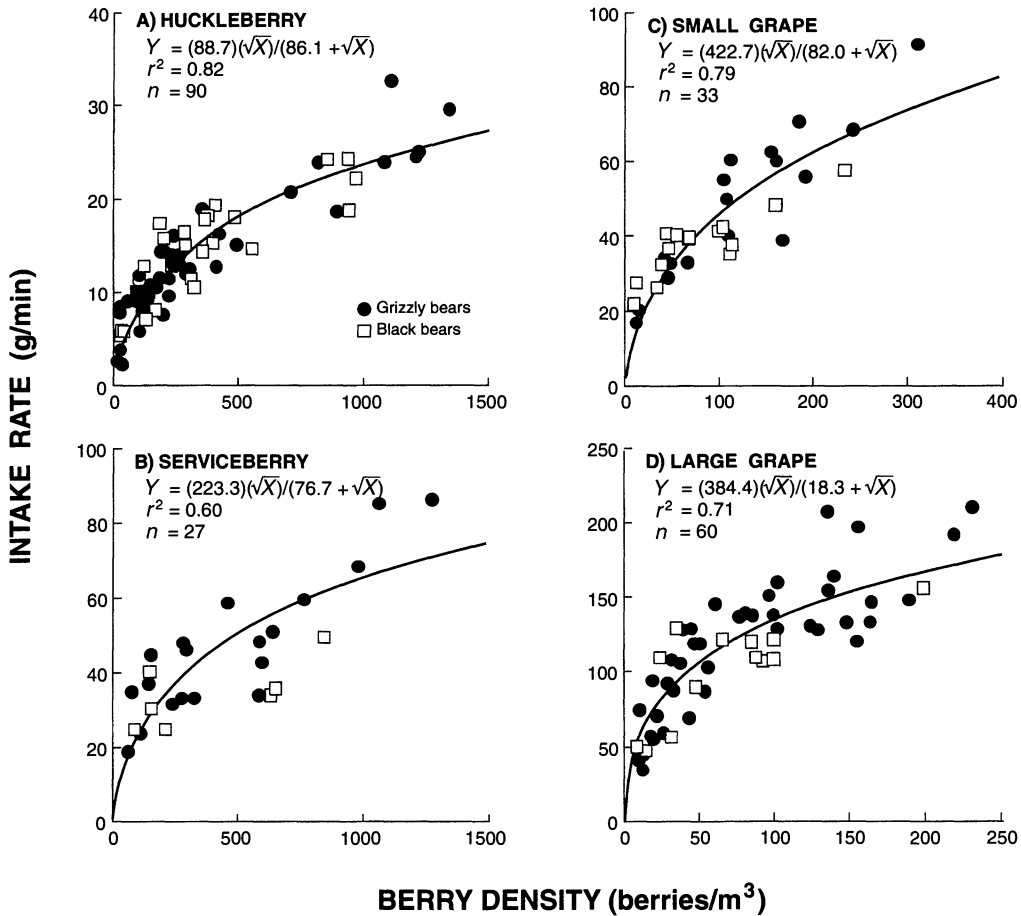 A) HUCKLEBERRY
Y = (88.7)(√X)/(86.1 + √X)
r² = 0.82
n = 90
40
30
20
10
0
0 500 1000 1500
Grizzly bears
Black bears
C) SMALL GRAPE
Y = (422.7)(√X)/(82.0 + √X)
r² = 0.79
n = 33
100
80
60
40
20
0
0 100 200 300 400
B) SERVICEBERRY
Y = (223.3)(√X)/(76.7 + √X)
r² = 0.60
n = 27
100
80
60
40
20
0
0 500 1000 1500
D) LARGE GRAPE
Y = (384.4)(√X)/(18.3 + √X)
r² = 0.71
n = 60
250
200
150
100
50
0
0 50 100 150 200 250
INTAKE RATE (g/min)
BERRY DENSITY (berries/m³)